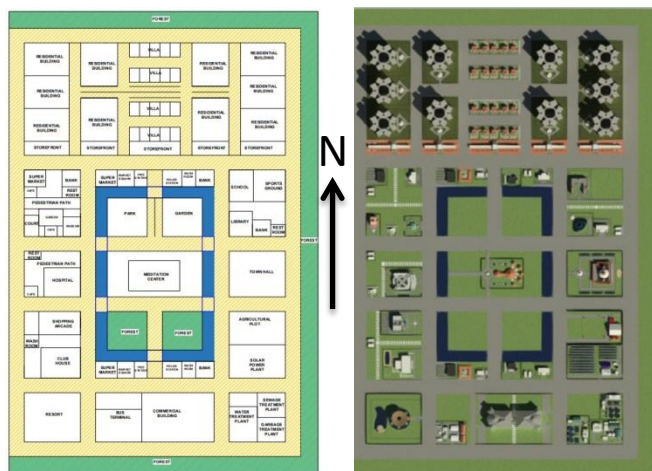 FOREST
RESIDENTIAL
BUILDING
RESIDENTIAL
BUILDING
VILLA
VILLA
RESIDENTIAL
BUILDING
RESIDENTIAL
BUILDING
RESIDENTIAL
BUILDING
RESIDENTIAL
BUILDING
RESIDENTIAL
BUILDING
RESIDENTIAL
BUILDING
RESIDENTIAL
BUILDING
RESIDENTIAL
BUILDING
VILLA
VILLA
STOREFRONT
STOREFRONT
STOREFRONT
STOREFRONT
STOREFRONT
N
SUPER
MARKET
BANK
REST
ROOM
PEDESTRIAN PATH
SUPER
MARKET
BANK
PARK
GARDEN
SCHOOL
SPORTS
GROUND
LIBRARY
BANK
REST
ROOM
FOREST
REST
ROOM
PEDESTRIAN PATH
HOSPITAL
MEDITATION
CENTER
TOWN HALL
SHOPPING
ARCADE
WASH
ROOM
CLUB
HOUSE
FOREST
FOREST
SUPER
MARKET
BANK
AGRICULTURAL
PLOT
SOLAR
POWER
PLANT
RESORT
BUS
TERMINAL
COMMERCIAL
BUILDING
WATER
TREATMENT
PLANT
SEWAGE
TREATMENT
PLANT
GARBAGE
TREATMENT
PLANT
FOREST